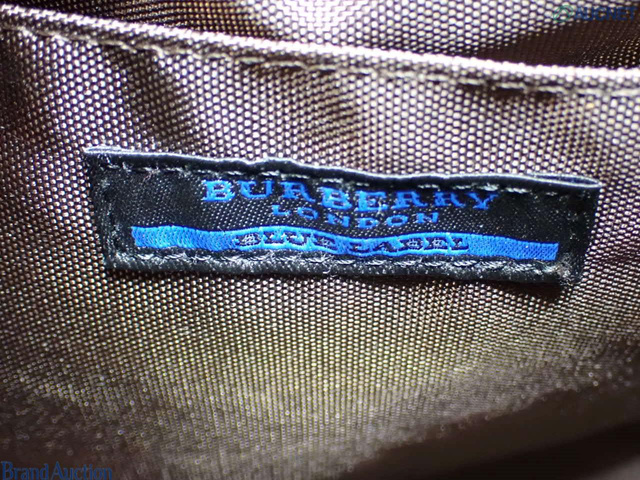 BURBERRY
LONDON
BLUE LABEL
Brand Auction